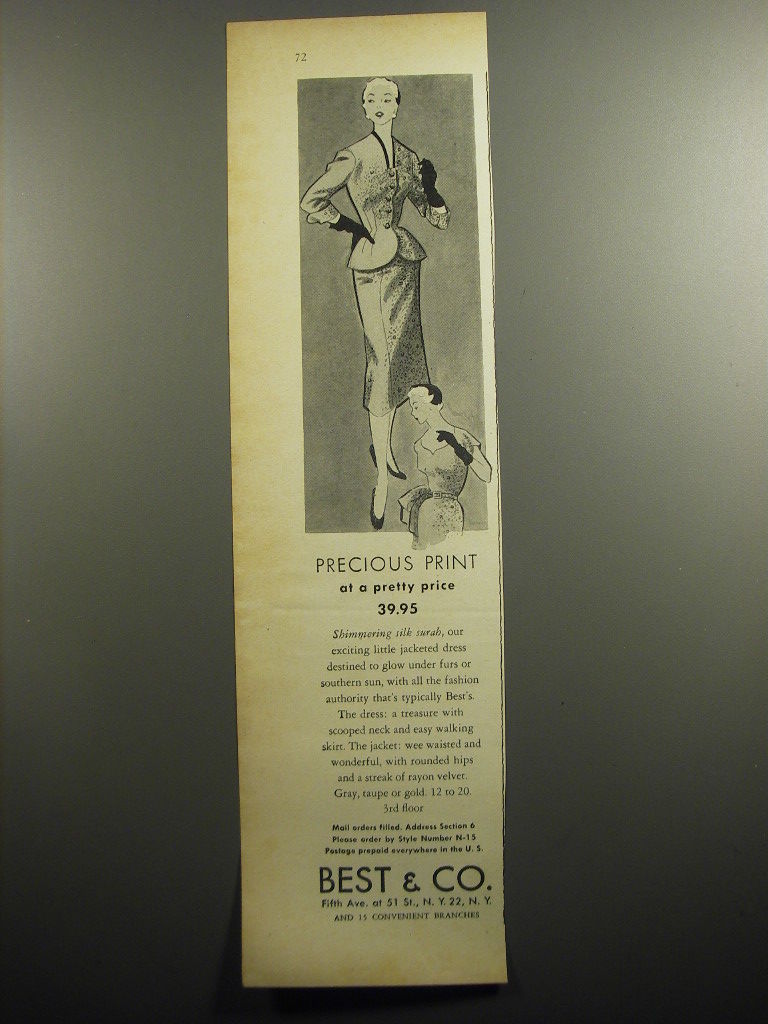 72
PRECIOUS PRINT
at a pretty price
39.95
Shimmering silk surah, our
exciting little jacketed dress
destined to glow under furs or
southern sun, with all the fashion
authority that's typically Best's.
The dress: a treasure with
scooped neck and easy walking
skirt. The jacket: wee waisted and
wonderful, with rounded hips
and a streak of rayon velvet.
Gray, taupe or gold. 12 to 20.
3rd floor
Mail orders filled. Address Section 6
Please order by Style Number N-15
Postage prepaid everywhere in the U. S.
BEST & CO.
Fifth Ave. at 51 St., N. Y. 22, N. Y.
AND 15 CONVENIENT BRANCHES